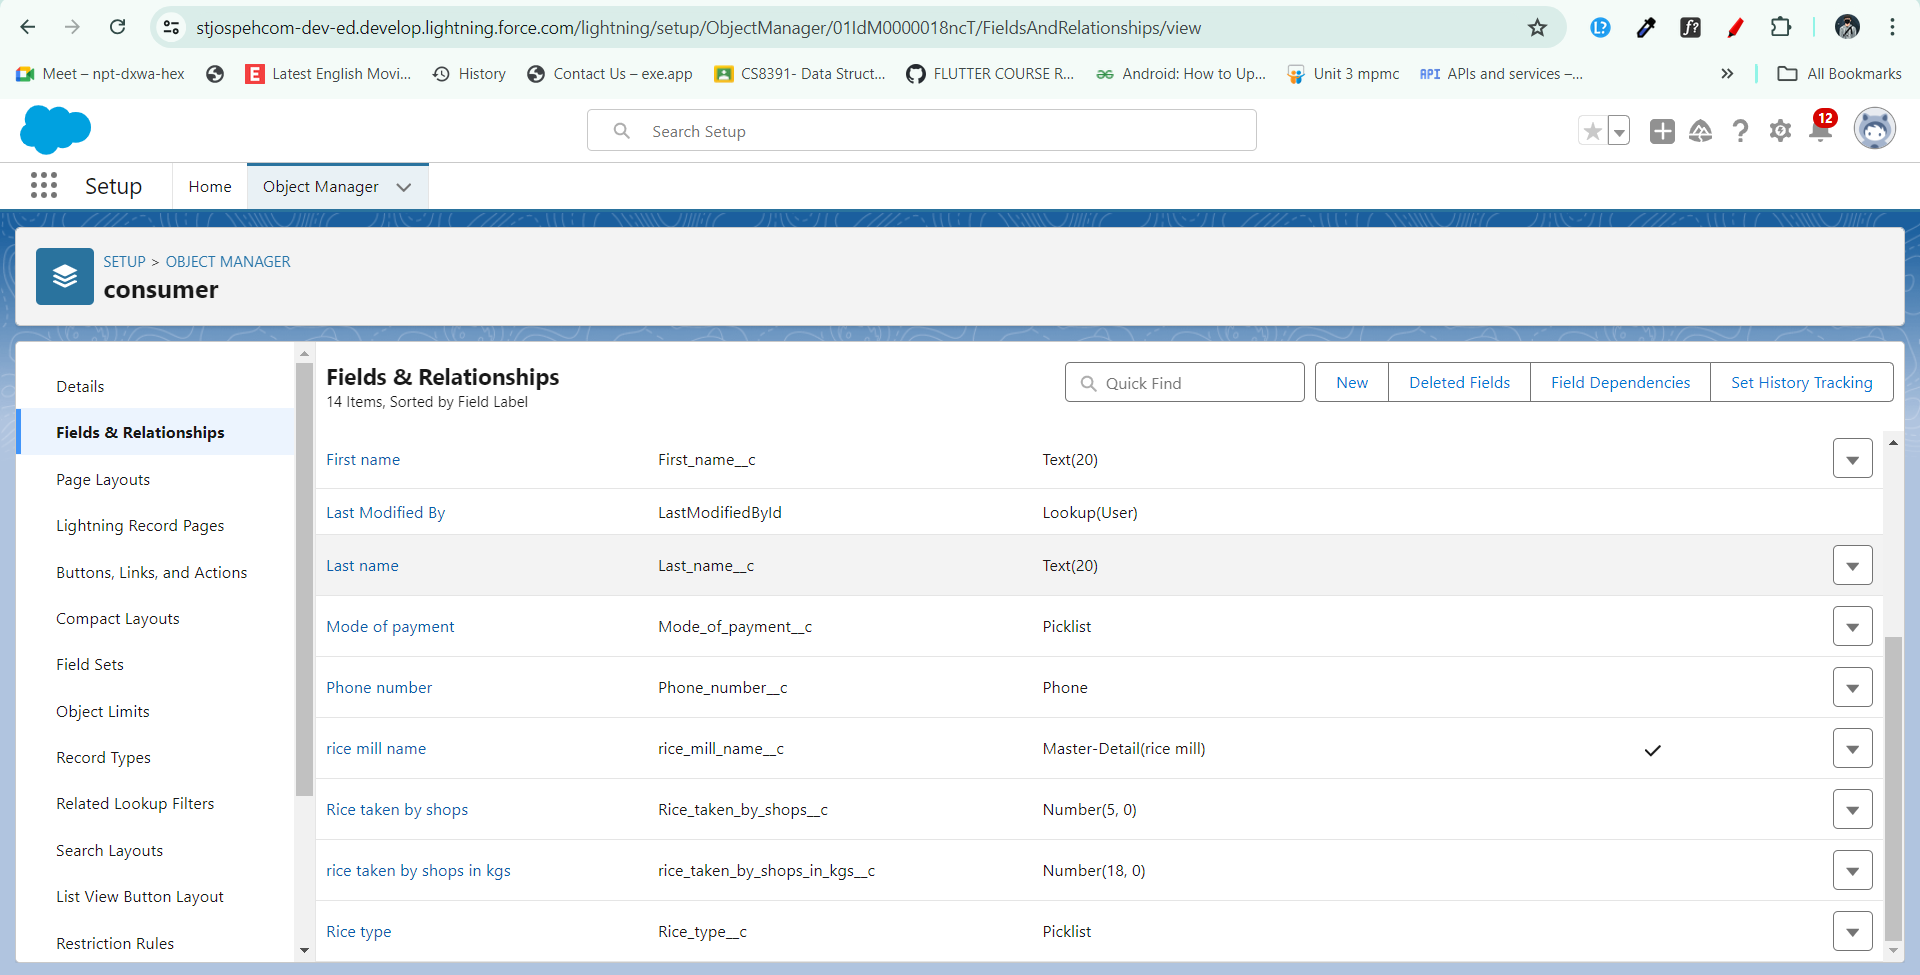 stjospehcom-dev-ed.develop.lightning.force.com/lightning/setup/ObjectManager/01IdM0000018ncT/FieldsAndRelationships/view
Meet – npt-dxwa-hex
Latest English Movi...
History
Contact Us – exe.app
CS8391- Data Struct...
FLUTTER COURSE R...
Android: How to Up...
Unit 3 mpmc
API APIs and services –...
All Bookmarks
Search Setup
12
Setup
Home
Object Manager
SETUP > OBJECT MANAGER
consumer
Details
Fields & Relationships
Page Layouts
Lightning Record Pages
Buttons, Links, and Actions
Compact Layouts
Field Sets
Object Limits
Record Types
Related Lookup Filters
Search Layouts
List View Button Layout
Restriction Rules
Fields & Relationships
14 Items, Sorted by Field Label
Quick Find
New
Deleted Fields
Field Dependencies
Set History Tracking
First name First_name__c Text(20)
Last Modified By LastModifiedById Lookup(User)
Last name Last_name__c Text(20)
Mode of payment Mode_of_payment__c Picklist
Phone number Phone_number__c Phone
rice mill name rice_mill_name__c Master-Detail(rice mill)
Rice taken by shops Rice_taken_by_shops__c Number(5, 0)
rice taken by shops in kgs rice_taken_by_shops_in_kgs__c Number(18, 0)
Rice type Rice_type__c Picklist